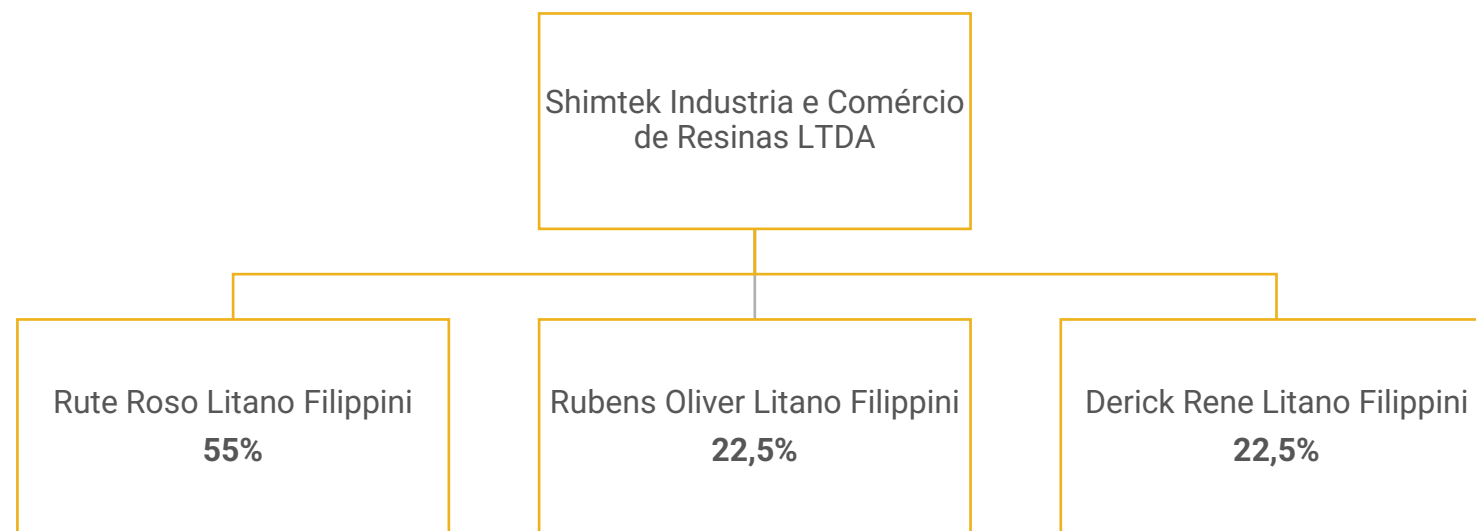 Shimtek Industria e Comércio
de Resinas LTDA
Rute Roso Litano Filippini
55%
Rubens Oliver Litano Filippini
22,5%
Derick Rene Litano Filippini
22,5%